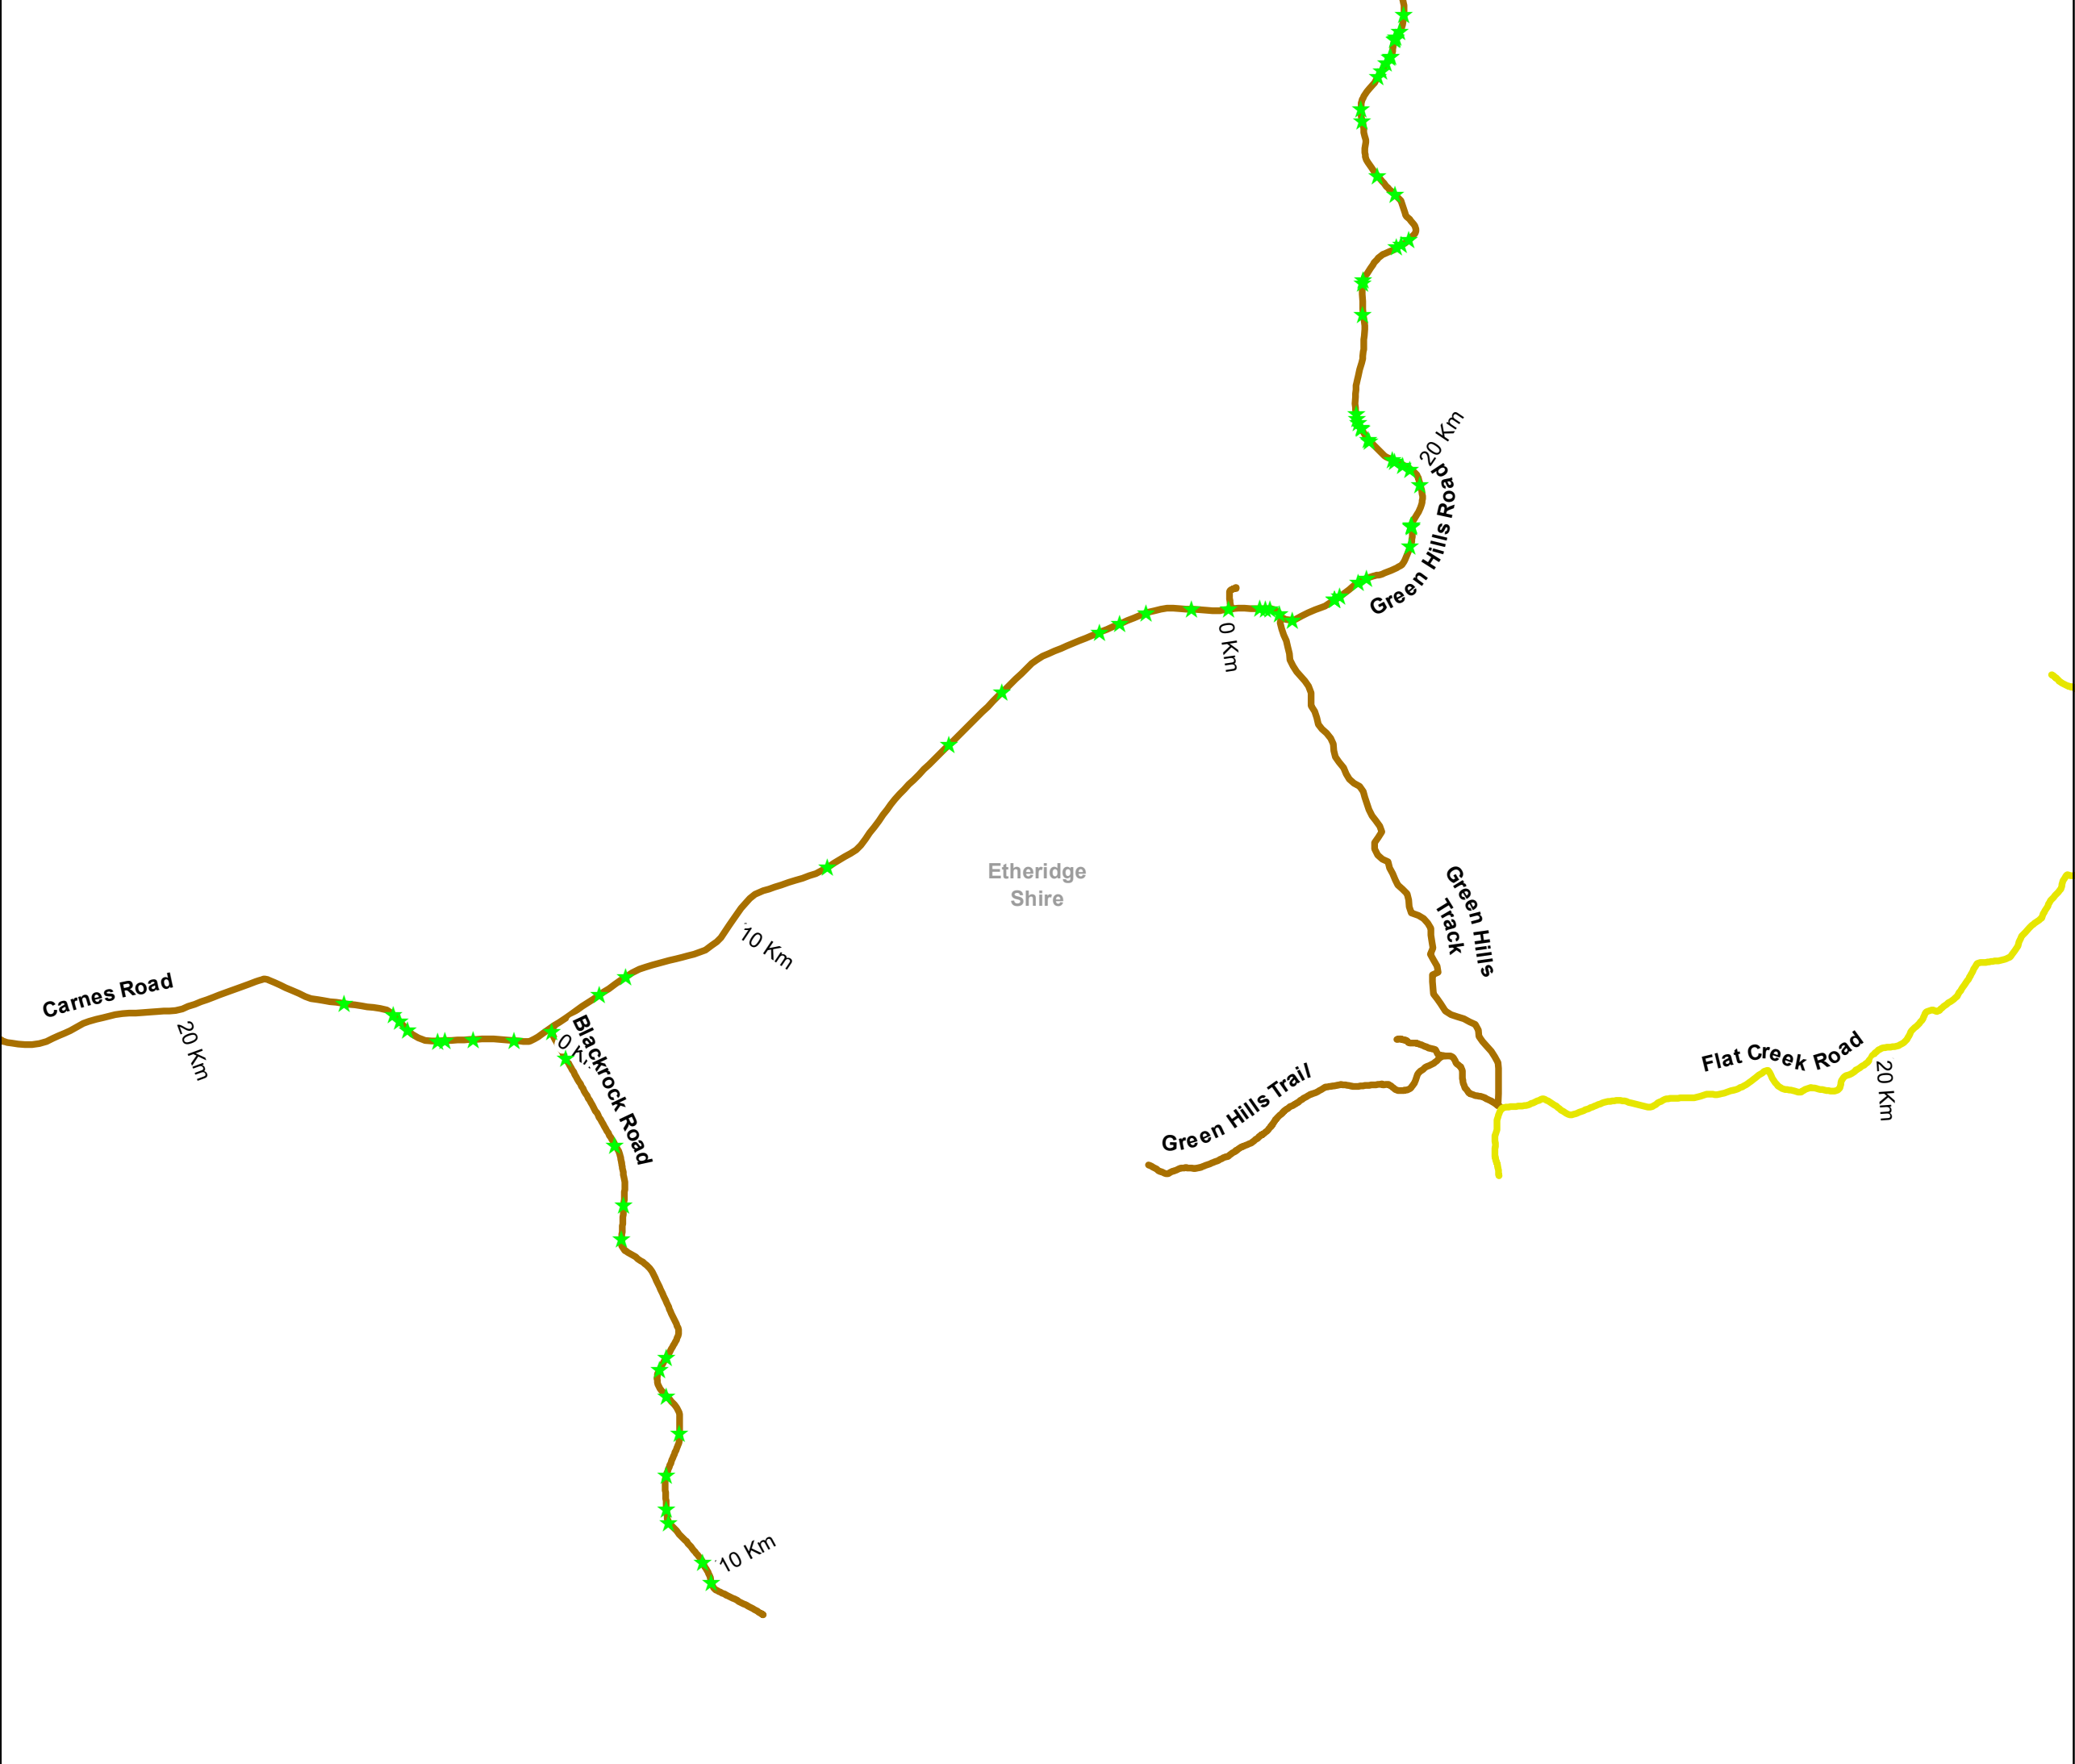 20 Km
Green Hills Road
0 Km
Etheridge
Shire
Green Hills
Track
10 Km
Carnes Road
20 Km
Blackrock Road
Flat Creek Road
20 Km
Green Hills Trail
10 Km